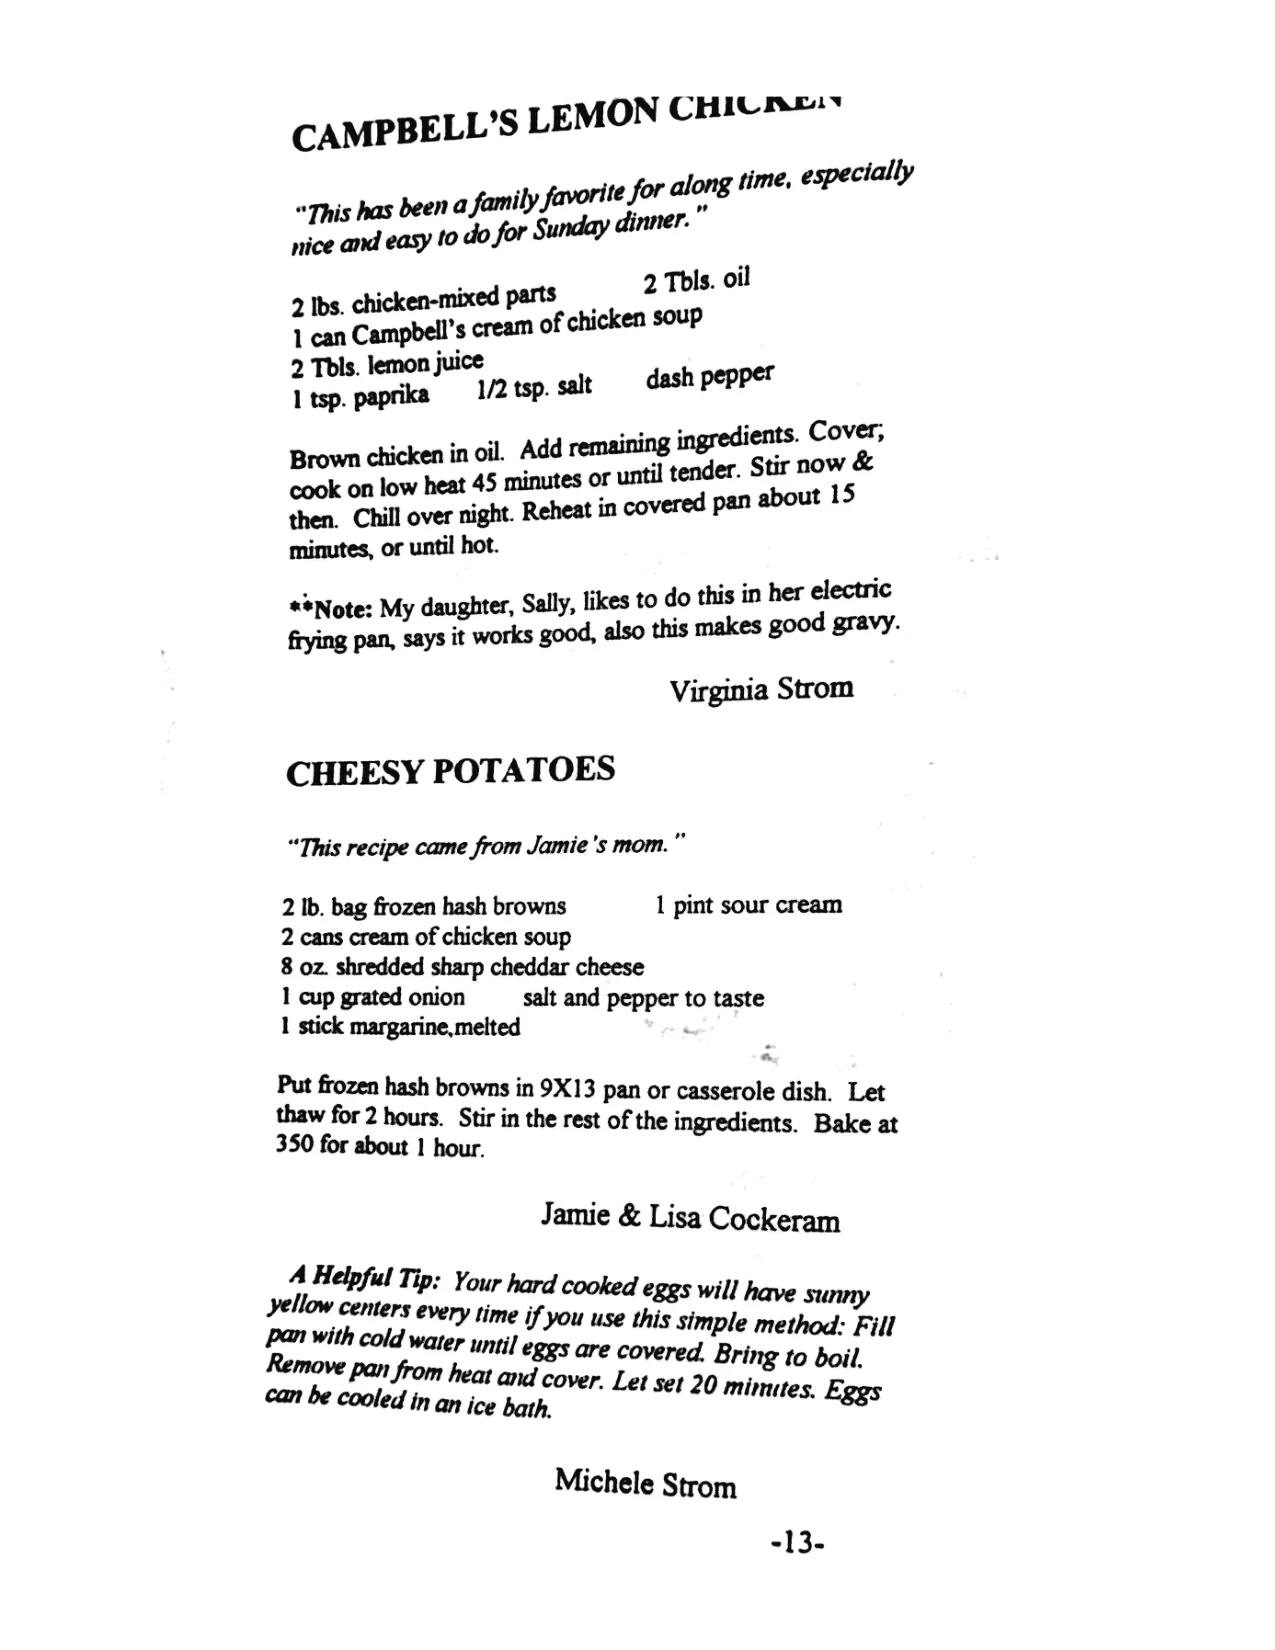 CAMPBELL'S LEMON CHICKEN
"This has been a family favorite for along time, especially
nice and easy to do for Sunday dinner."
2 lbs. chicken-mixed parts 2 Tbls. oil
1 can Campbell's cream of chicken soup
2 Tbls. lemon juice
1 tsp. paprika 1/2 tsp. salt dash pepper
Brown chicken in oil. Add remaining ingredients. Cover;
cook on low heat 45 minutes or until tender. Stir now &
then. Chill over night. Reheat in covered pan about 15
minutes, or until hot.
**Note: My daughter, Sally, likes to do this in her electric
frying pan, says it works good, also this makes good gravy.
Virginia Strom
CHEESY POTATOES
"This recipe came from Jamie's mom."
2 lb. bag frozen hash browns 1 pint sour cream
2 cans cream of chicken soup
8 oz. shredded sharp cheddar cheese
1 cup grated onion salt and pepper to taste
1 stick margarine,melted
Put frozen hash browns in 9X13 pan or casserole dish. Let
thaw for 2 hours. Stir in the rest of the ingredients. Bake at
350 for about 1 hour.
Jamie & Lisa Cockeram
A Helpful Tip: Your hard cooked eggs will have sunny
yellow centers every time if you use this simple method: Fill
pan with cold water until eggs are covered. Bring to boil.
Remove pan from heat and cover. Let set 20 minutes. Eggs
can be cooled in an ice bath.
Michele Strom
-13-